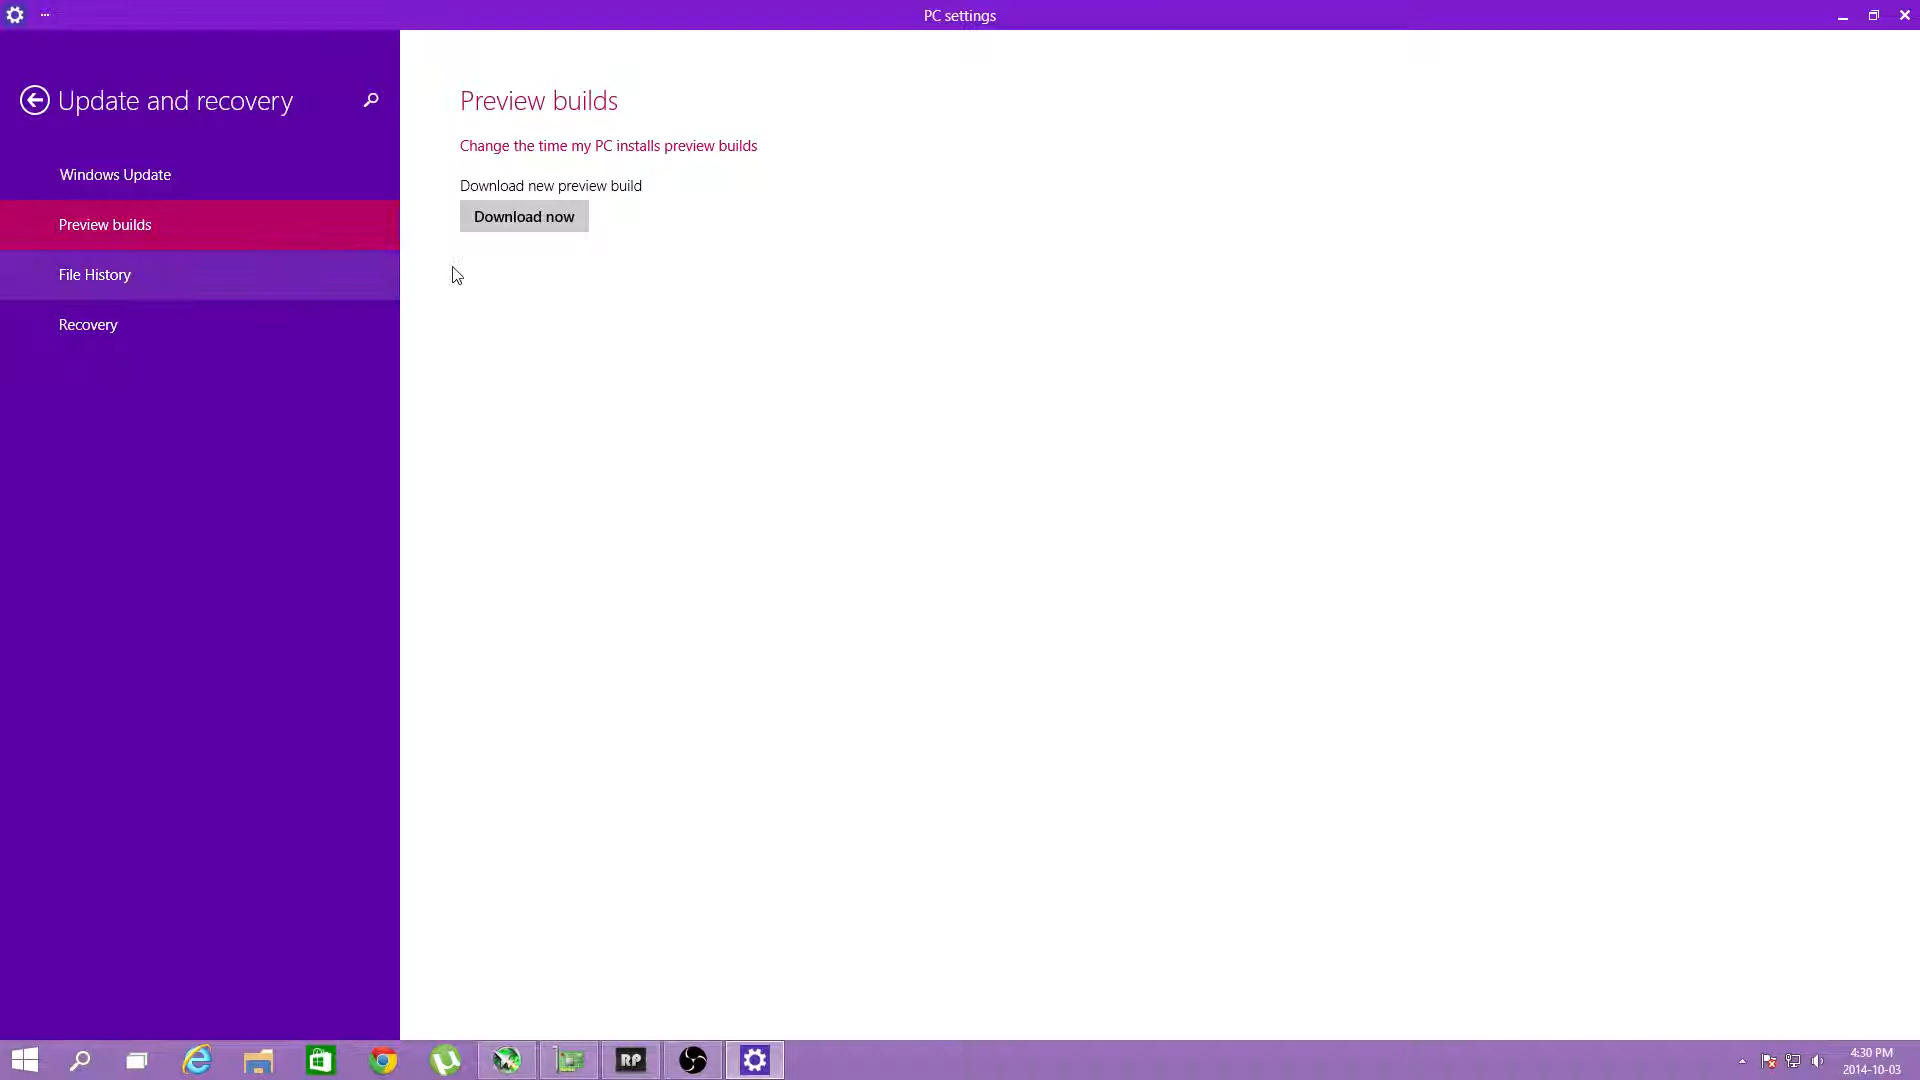 PC settings
Update and recovery
Windows Update
Preview builds
File History
Recovery
Preview builds
Change the time my PC installs preview builds
Download new preview build
Download now
RP
4:30 PM
2014-10-03